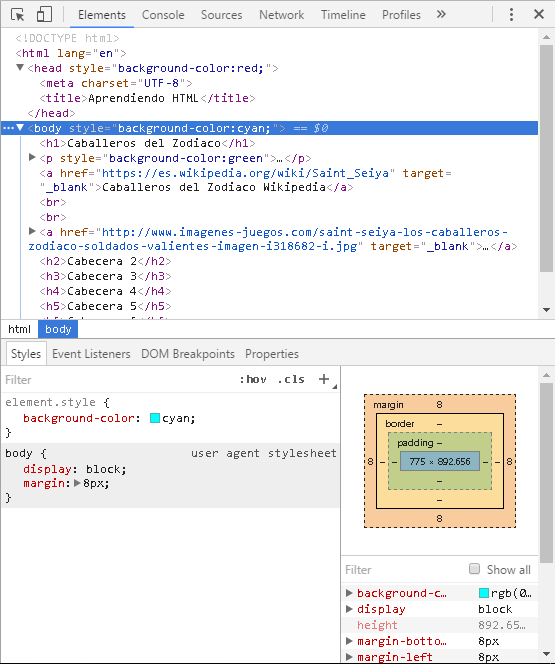 Elements Console Sources Network Timeline Profiles »
<!DOCTYPE html>
<html lang="en">
<head style="background-color:red;">
<meta charset="UTF-8">
<title>Aprendiendo HTML</title>
</head>
<body style="background-color:cyan;"> == $0
<h1>Caballeros del Zodiaco</h1>
<p style="background-color:green">…</p>
<a href="https://es.wikipedia.org/wiki/Saint_Seiya" target=
"_blank">Caballeros del Zodiaco Wikipedia</a>
<br>
<br>
<a href="http://www.imagenes-juegos.com/saint-seiya-los-caballeros-
zodiaco-soldados-valientes-imagen-i318682-i.jpg" target="_blank">…</a>
<h2>Cabecera 2</h2>
<h3>Cabecera 3</h3>
<h4>Cabecera 4</h4>
<h5>Cabecera 5</h5>
html body
Styles Event Listeners DOM Breakpoints Properties
Filter :hov .cls +
element.style {
background-color: cyan;
}
body { user agent stylesheet
display: block;
margin: 8px;
}
margin 8
border –
padding –
8 – – 775 × 892.656 – – 8
–
–
8
Filter Show all
background-c… rgb(0…
display block
height 892.65…
margin-botto… 8px
margin-left 8px